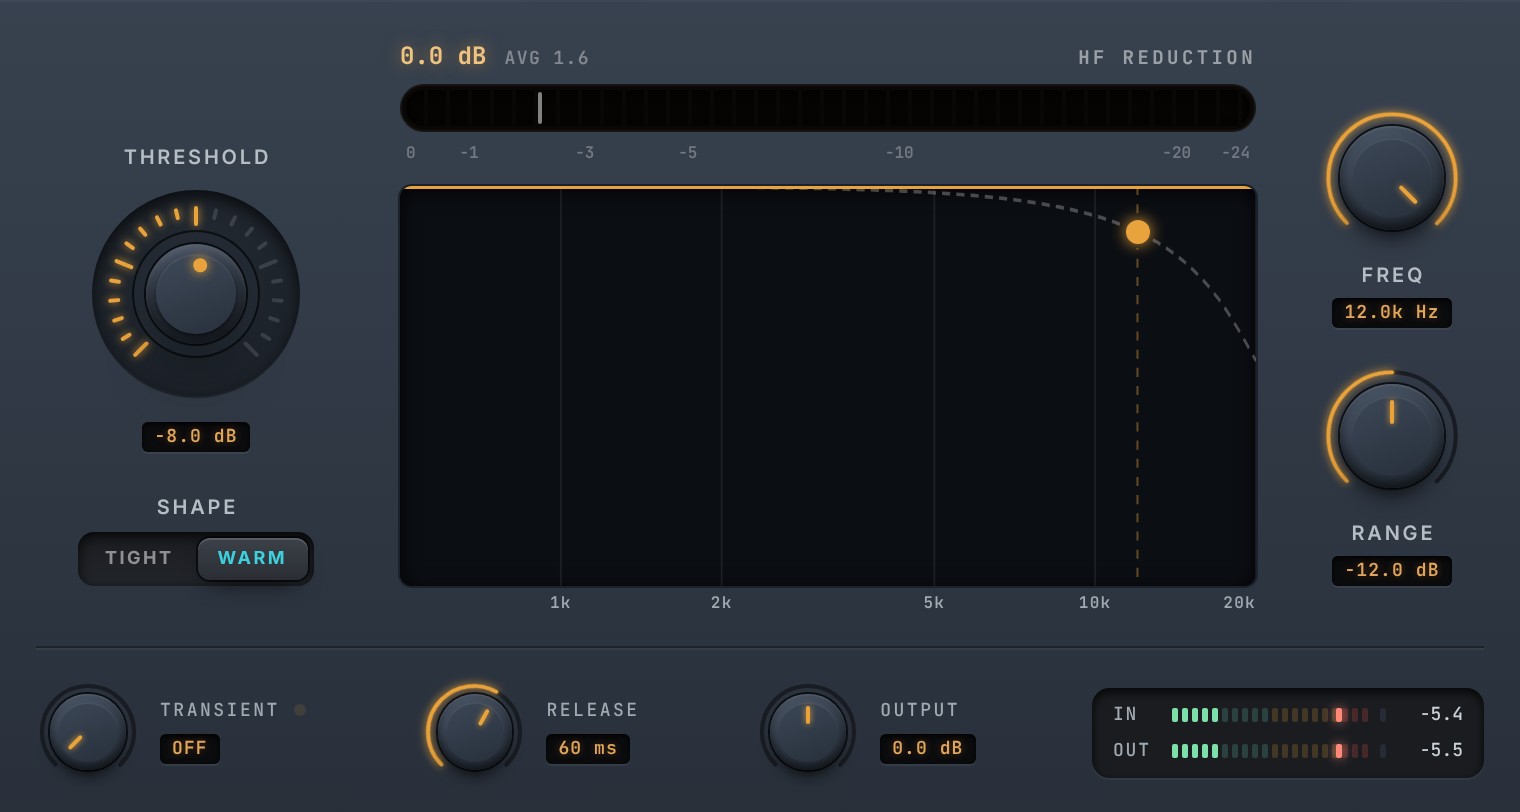 0.0 dB AVG 1.6 HF REDUCTION
0 -1 -3 -5 -10 -20 -24
THRESHOLD
-8.0 dB
SHAPE
TIGHT WARM
1k 2k 5k 10k 20k
FREQ
12.0k Hz
RANGE
-12.0 dB
TRANSIENT
OFF
RELEASE
60 ms
OUTPUT
0.0 dB
IN -5.4
OUT -5.5